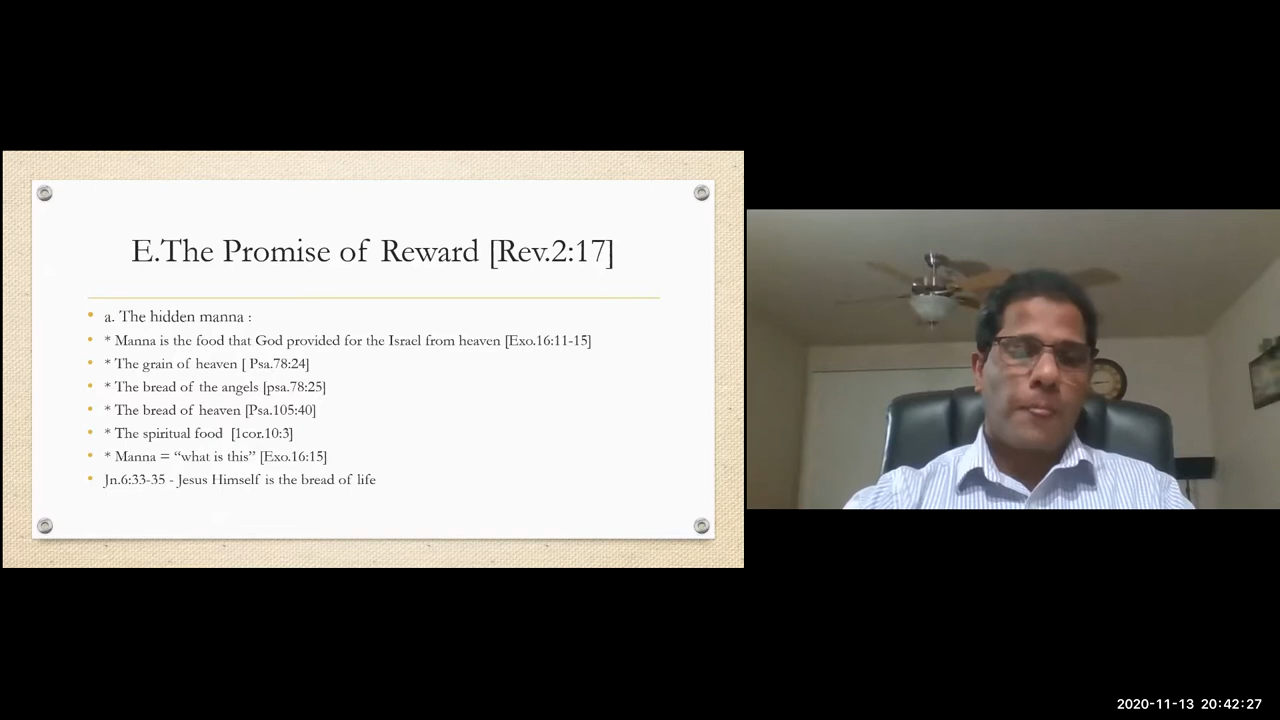 E.The Promise of Reward [Rev.2:17]
• a. The hidden manna :
• * Manna is the food that God provided for the Israel from heaven [Exo.16:11-15]
• * The grain of heaven [ Psa.78:24]
• * The bread of the angels [psa.78:25]
• * The bread of heaven [Psa.105:40]
• * The spiritual food [1cor.10:3]
• * Manna = “what is this” [Exo.16:15]
• Jn.6:33-35 - Jesus Himself is the bread of life
2020-11-13 20:42:27